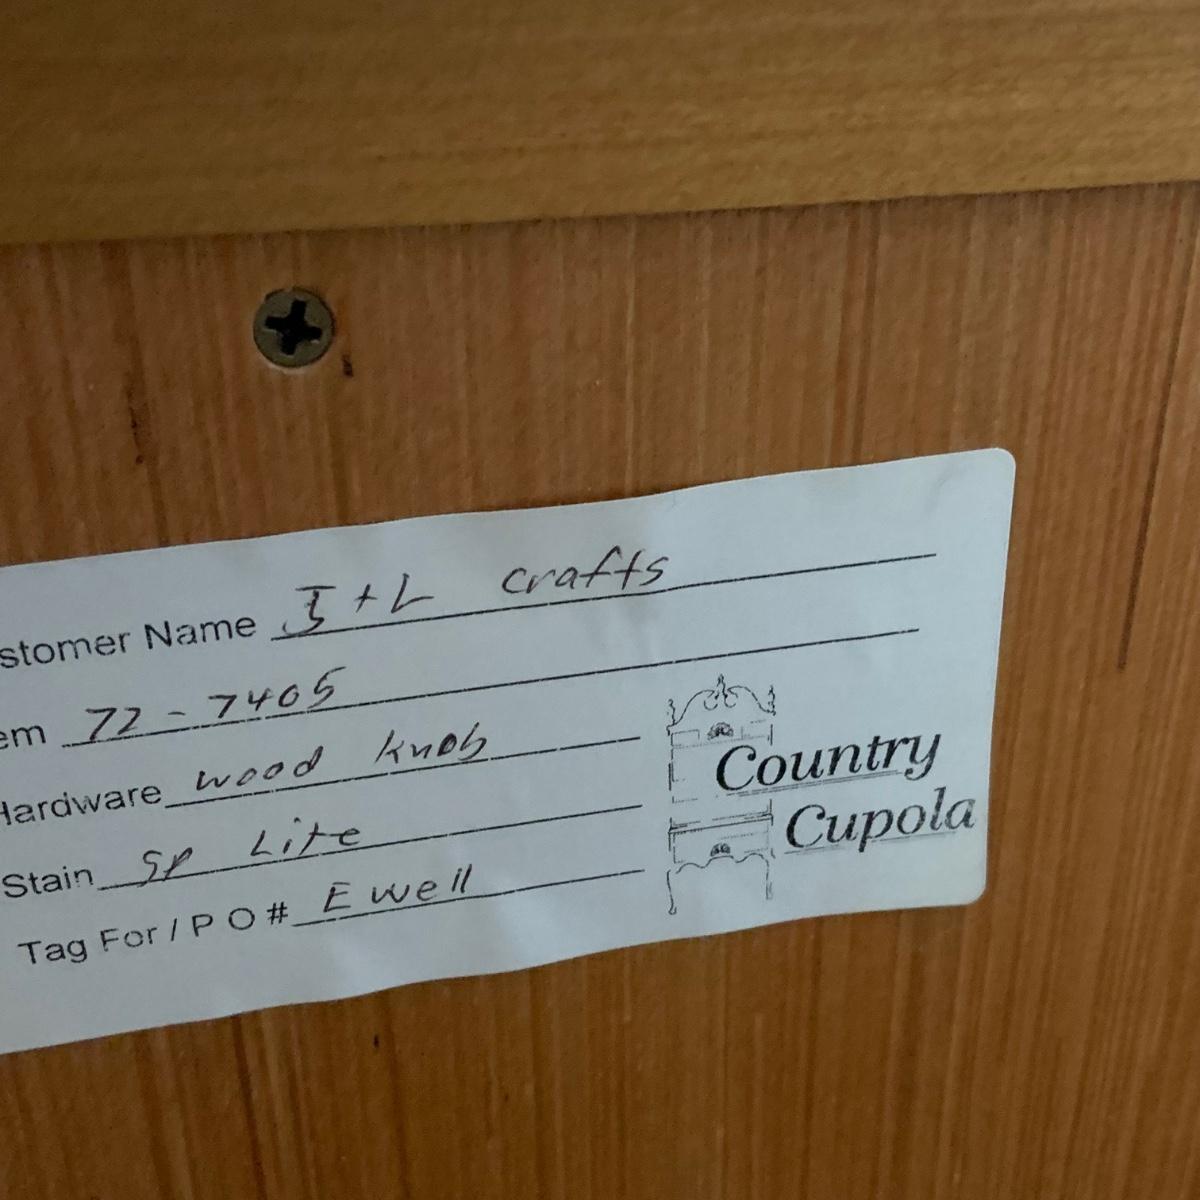 stomer Name J + L crafts
em 72 - 7405
Hardware wood knob
Stain SP Lite
Tag For / P O # Ewell
Country
Cupola